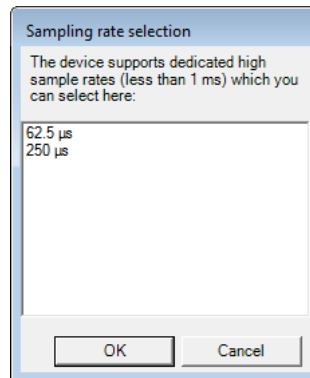 Sampling rate selection
The device supports dedicated high
sample rates (less than 1 ms) which you
can select here:
62.5 µs
250 µs
OK
Cancel